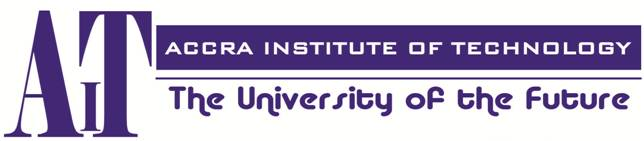 AIT
ACCRA INSTITUTE OF TECHNOLOGY
The University of the Future